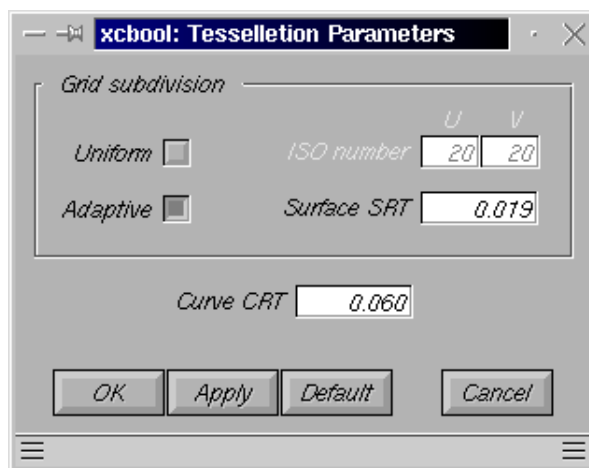 xcbool: Tesselletion Parameters
Grid subdivision
U V
Uniform ISO number 20 20
Adaptive Surface SRT 0.019
Curve CRT 0.060
OK Apply Default Cancel